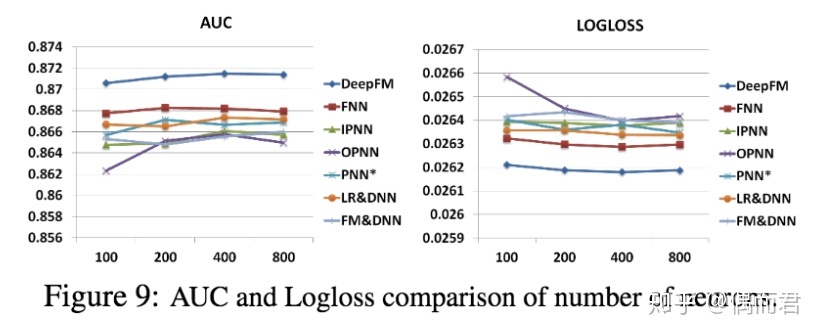 AUC
0.874
0.872
0.87
0.868
0.866
0.864
0.862
0.86
0.858
0.856
100 200 400 800
DeepFM
FNN
IPNN
OPNN
PNN*
LR&DNN
FM&DNN
LOGLOSS
0.0267
0.0266
0.0265
0.0264
0.0263
0.0262
0.0261
0.026
0.0259
100 200 400 800
DeepFM
FNN
IPNN
OPNN
PNN*
LR&DNN
FM&DNN
Figure 9: AUC and Logloss comparison of number of neurons.
知乎 @偶而君